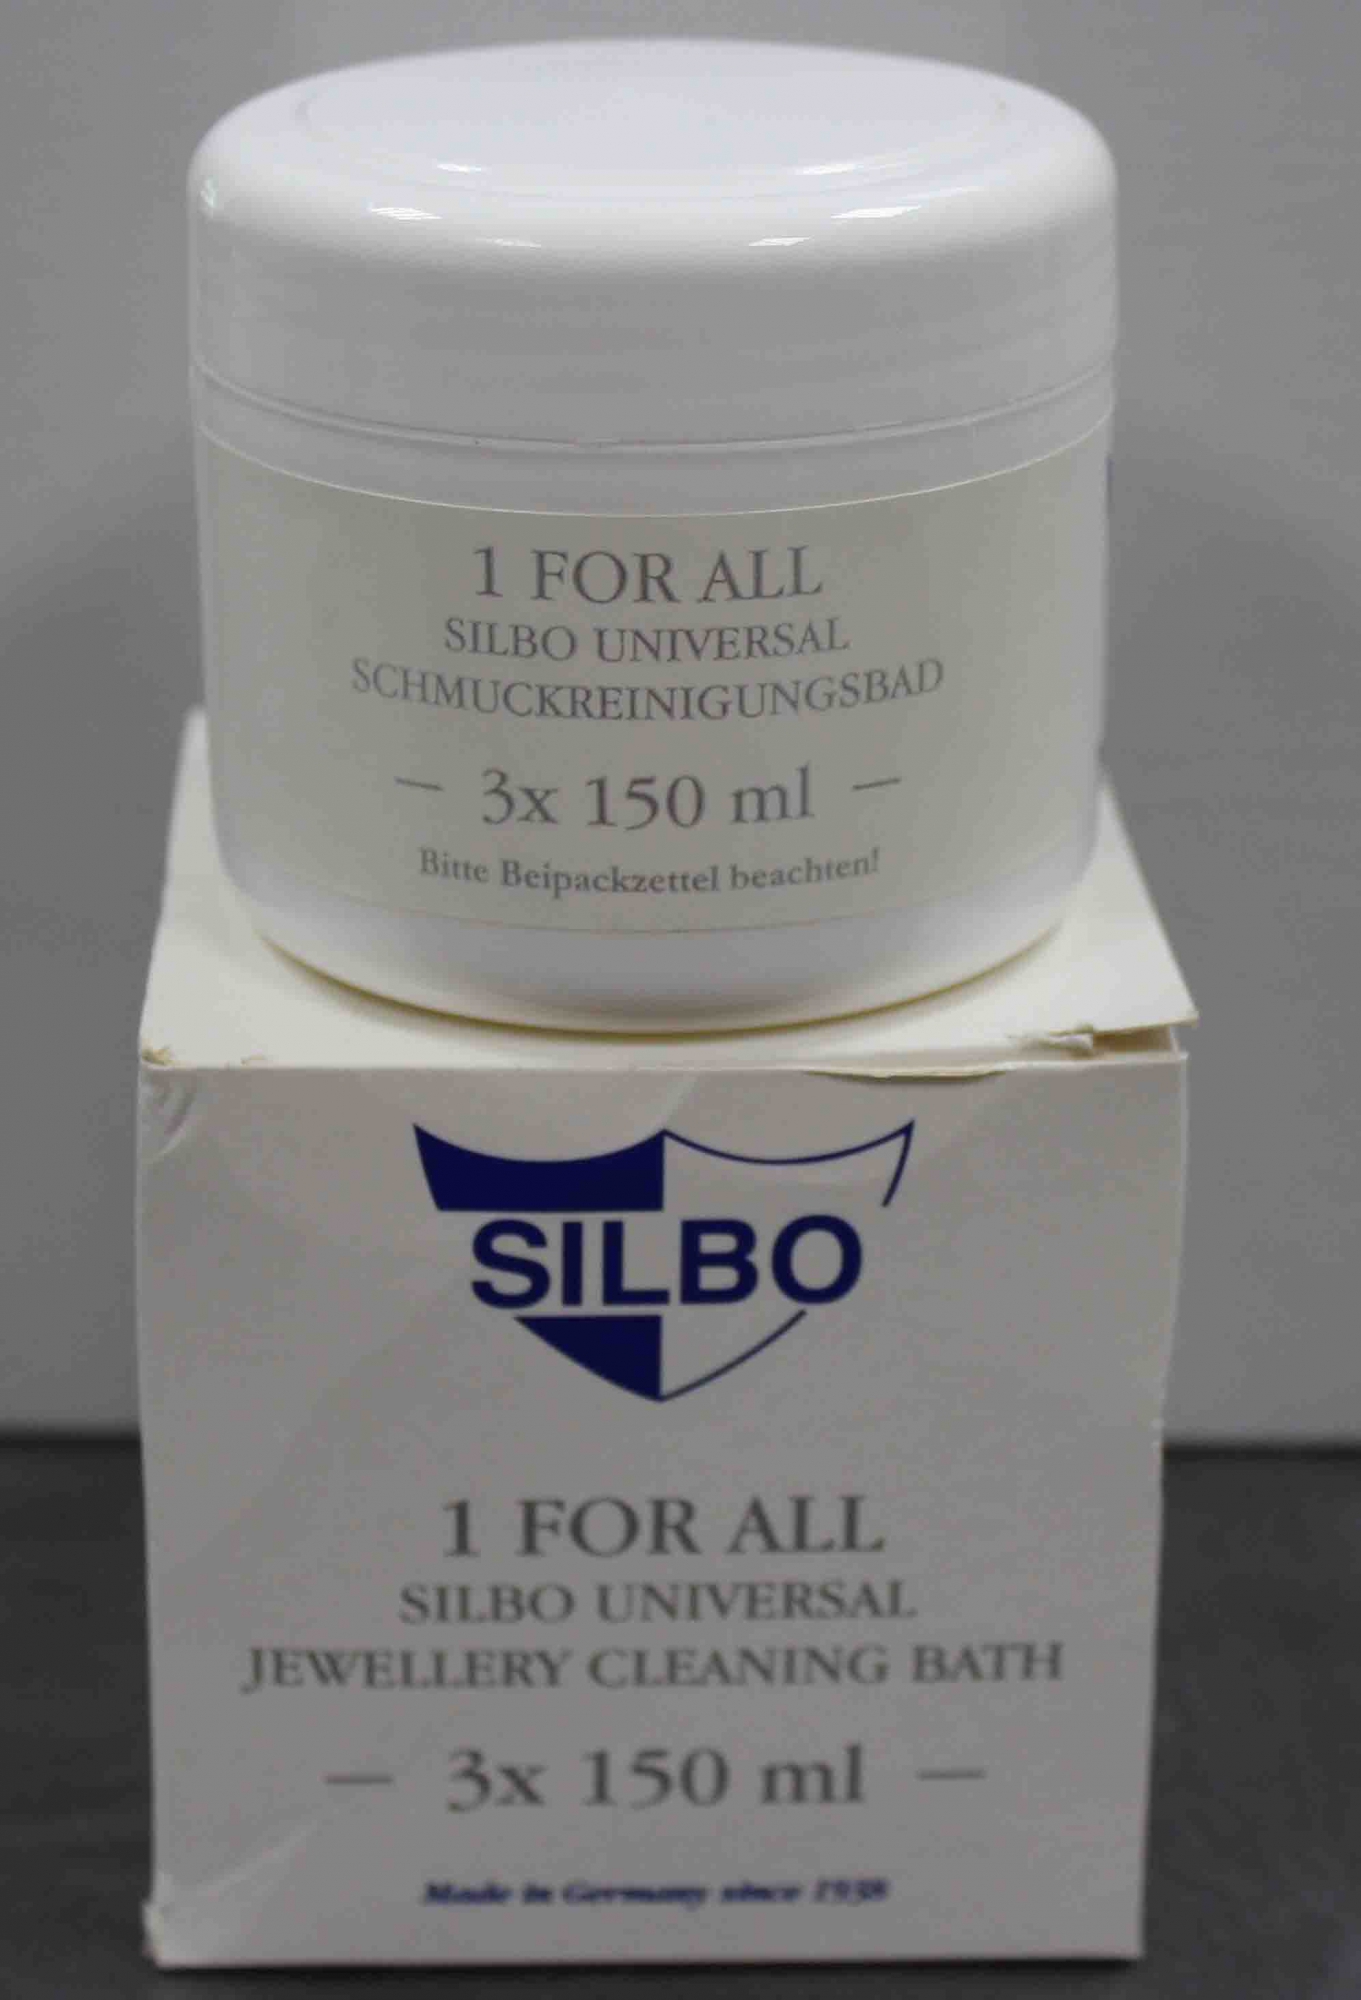 1 FOR ALL
SILBO UNIVERSAL
SCHMUCKREINIGUNGSBAD
— 3x 150 ml —
Bitte Beipackzettel beachten!
SILBO
1 FOR ALL
SILBO UNIVERSAL
JEWELLERY CLEANING BATH
— 3x 150 ml —
Made in Germany since 1938